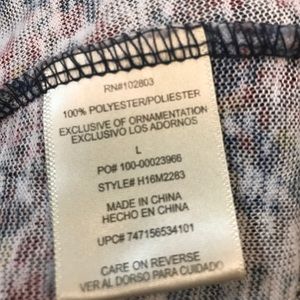 RN#102803
100% POLYESTER/POLIESTER
EXCLUSIVE OF ORNAMENTATION
EXCLUSIVO LOS ADORNOS
L
PO# 100-00023966
STYLE# H16M2283
MADE IN CHINA
HECHO EN CHINA
UPC# 747156534101
CARE ON REVERSE
VER AL DORSO PARA CUIDADO